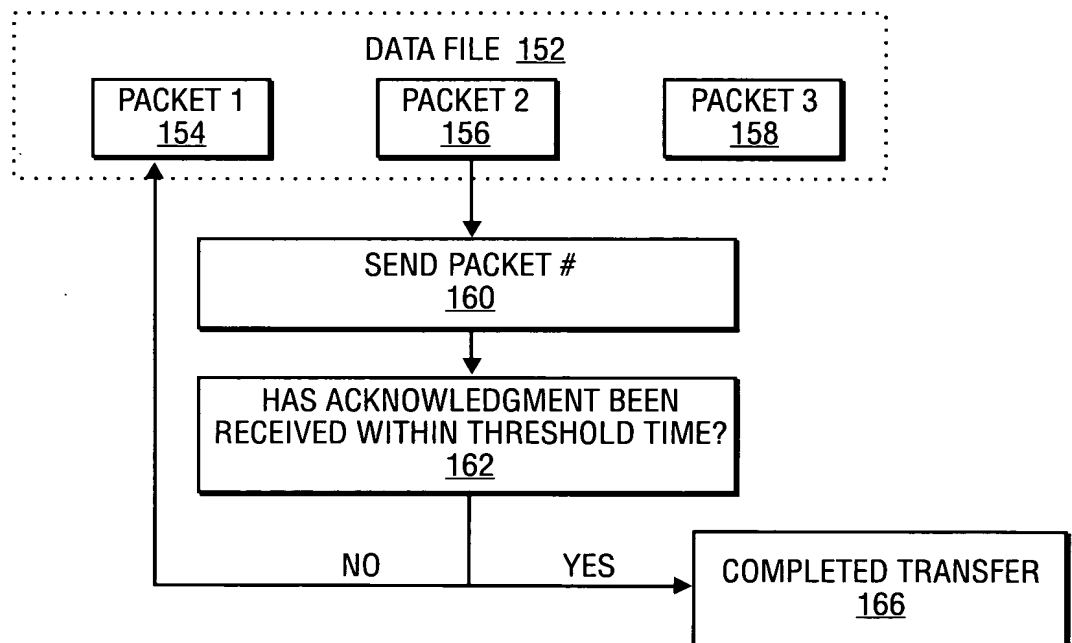 DATA FILE 152
PACKET 1
154
PACKET 2
156
PACKET 3
158
SEND PACKET #
160
HAS ACKNOWLEDGMENT BEEN
RECEIVED WITHIN THRESHOLD TIME?
162
NO
YES
COMPLETED TRANSFER
166